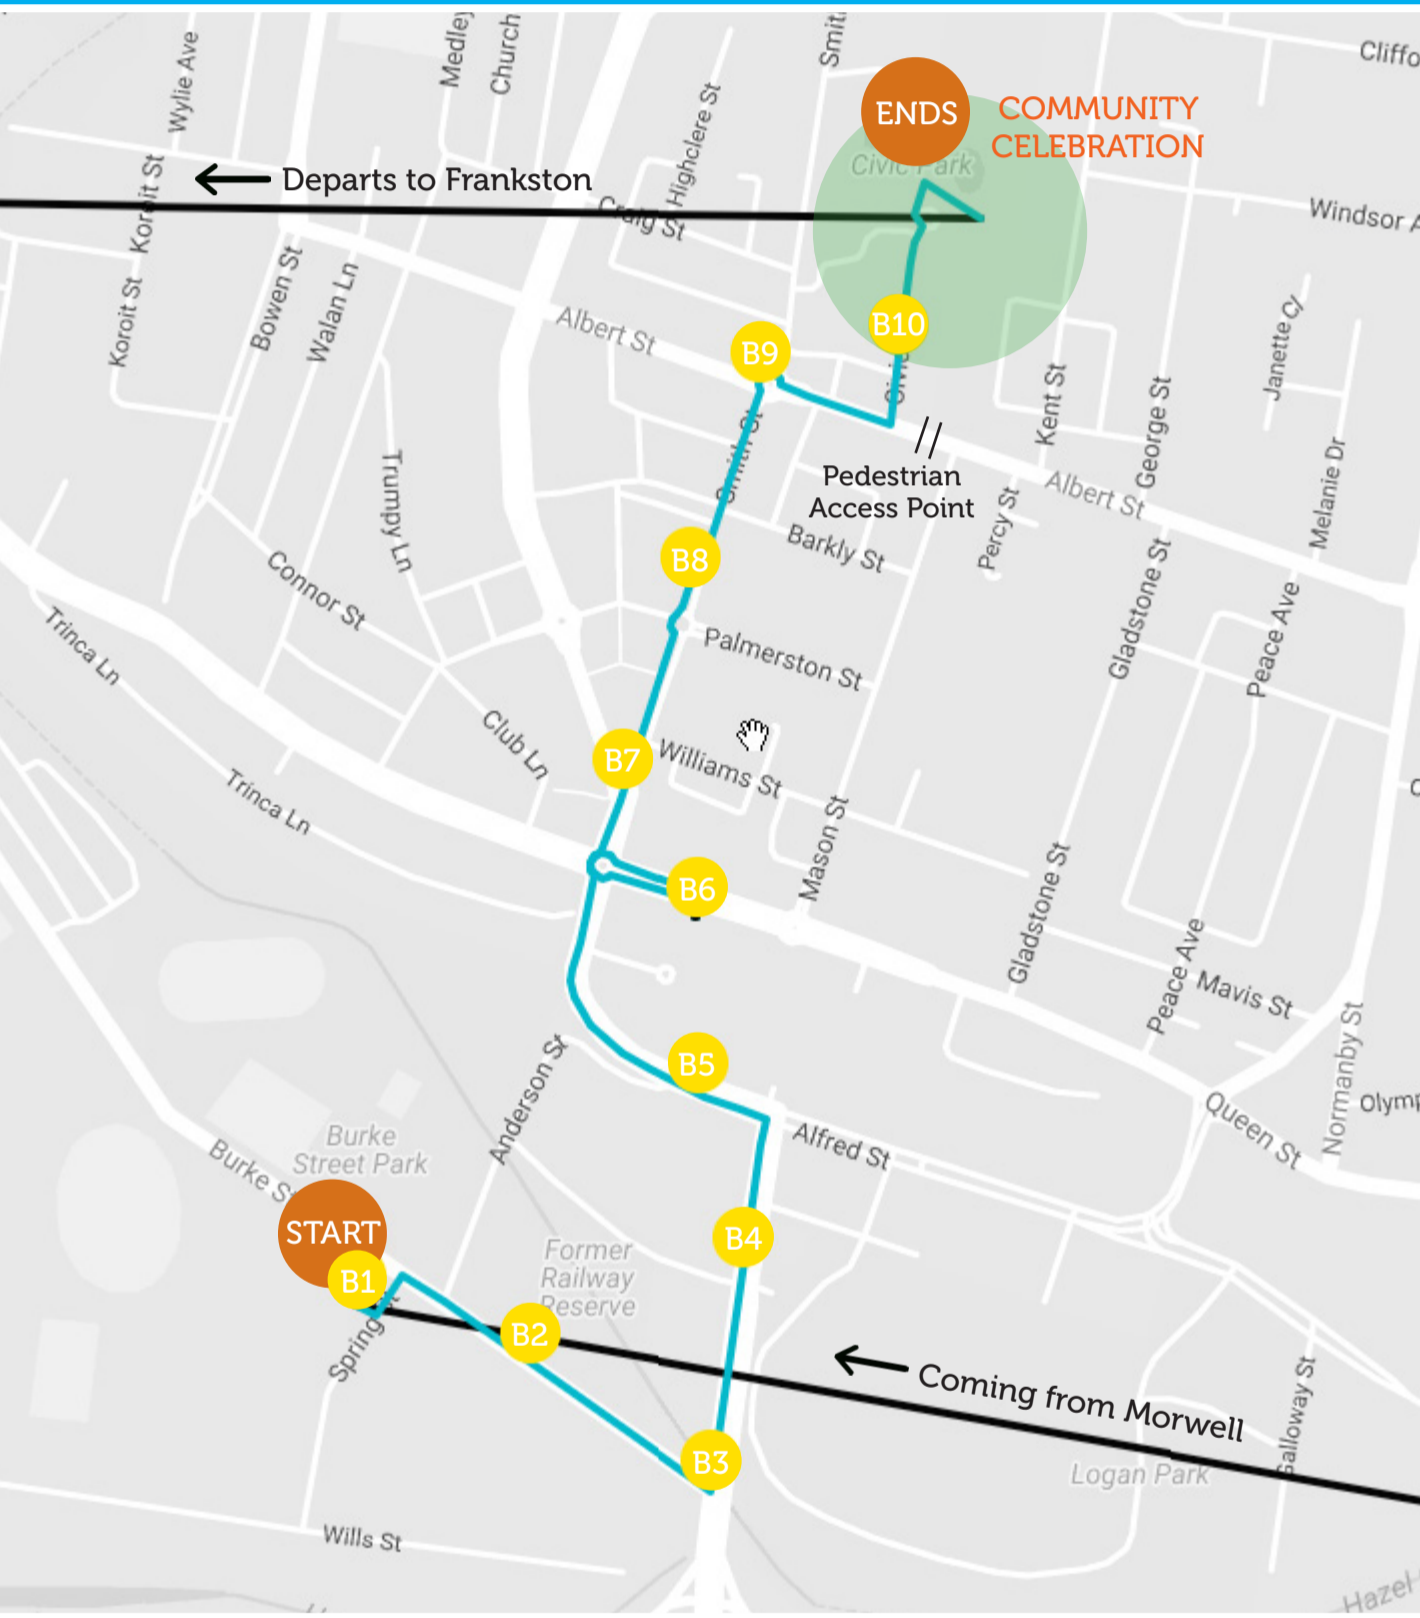 Wylie Ave
Medley
Church
Smit
Cliffo
ENDS
COMMUNITY
CELEBRATION
Civic Park
Highclere St
Koroit St
Departs to Frankston
Craig St
Windsor A
Koroit St
Bowen St
Walan Ln
Albert St
B9
B10
Civic
Janette Cl
Kent St
George St
Smith St
Pedestrian
Access Point
Albert St
Melanie Dr
Trumpy Ln
Percy St
Barkly St
B8
Connor St
Gladstone St
Peace Ave
Trinca Ln
Palmerston St
Club Ln
B7
Williams St
Trinca Ln
Mason St
B6
Gladstone St
Peace Ave
Mavis St
Normanby St
Anderson St
B5
Queen St
Olymp
Alfred St
Burke
Street Park
Burke St
START
B1
B4
Former
Railway
Reserve
Spring
B2
Coming from Morwell
Galloway St
B3
Logan Park
Wills St
Hazel